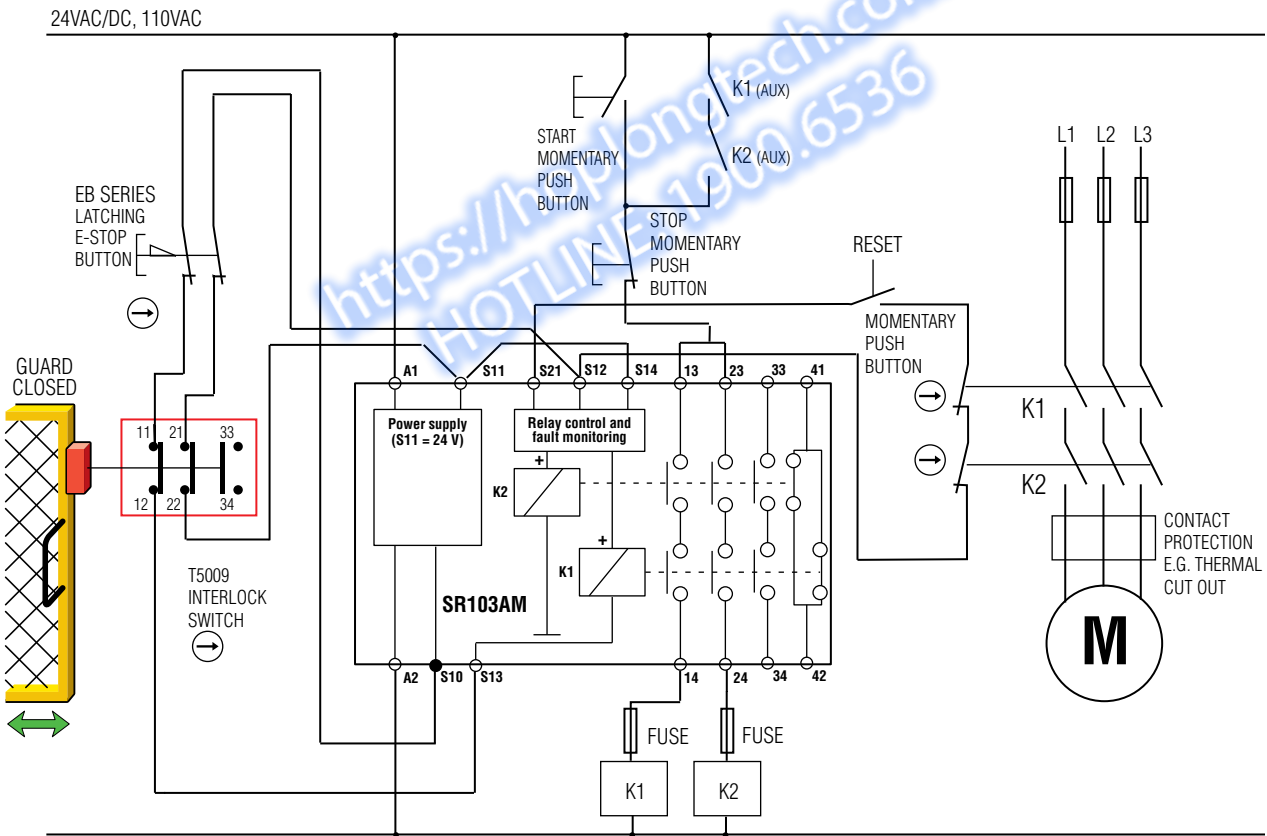 24VAC/DC, 110VAC
https://hoplongtech.com
HOTLINE: 1900.6536
K1 (AUX)
K2 (AUX)
START
MOMENTARY
PUSH
BUTTON
L1 L2 L3
EB SERIES
LATCHING
E-STOP
BUTTON
STOP
MOMENTARY
PUSH
BUTTON
RESET
MOMENTARY
PUSH
BUTTON
GUARD
CLOSED
A1 S11 S21 S12 S14 13 23 33 41
K1
K2
11 21 33
12 22 34
Power supply
(S11 = 24 V)
Relay control and
fault monitoring
+
K2
+
K1
SR103AM
T5009
INTERLOCK
SWITCH
CONTACT
PROTECTION
E.G. THERMAL
CUT OUT
M
A2 S10 S13 14 24 34 42
FUSE FUSE
K1 K2